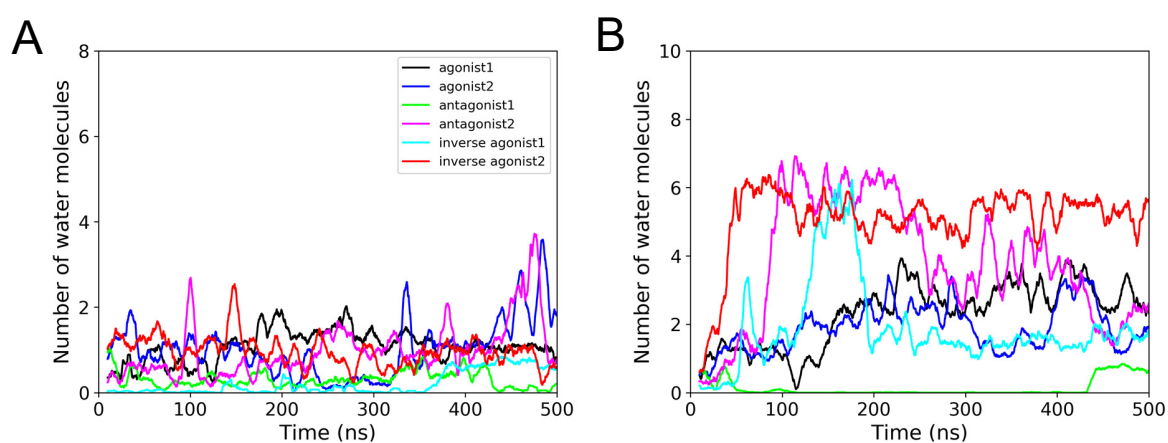 A
Number of water molecules
8
6
4
2
0
0 100 200 300 400 500
Time (ns)
agonist1
agonist2
antagonist1
antagonist2
inverse agonist1
inverse agonist2
B
Number of water molecules
10
8
6
4
2
0
0 100 200 300 400 500
Time (ns)